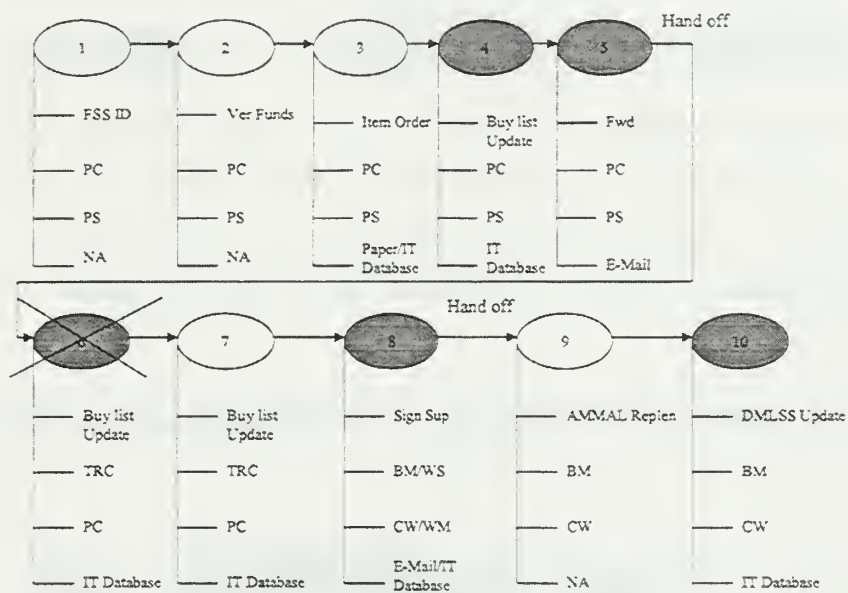 Hand off
1
2
3
4
5
FSS ID
Ver Funds
Item Order
Buy list
Update
Fwd
PC
PC
PC
PC
PC
PS
PS
PS
PS
PS
NA
NA
Paper/IT
Database
IT
Database
E-Mail
Hand off
6
7
8
9
10
Buy list
Update
Buy list
Update
Sign Sup
AMMAL Replen
DMLSS Update
TRC
TRC
BM/WS
BM
BM
PC
PC
CW/WM
CW
CW
IT Database
IT Database
E-Mail/IT
Database
NA
IT Database